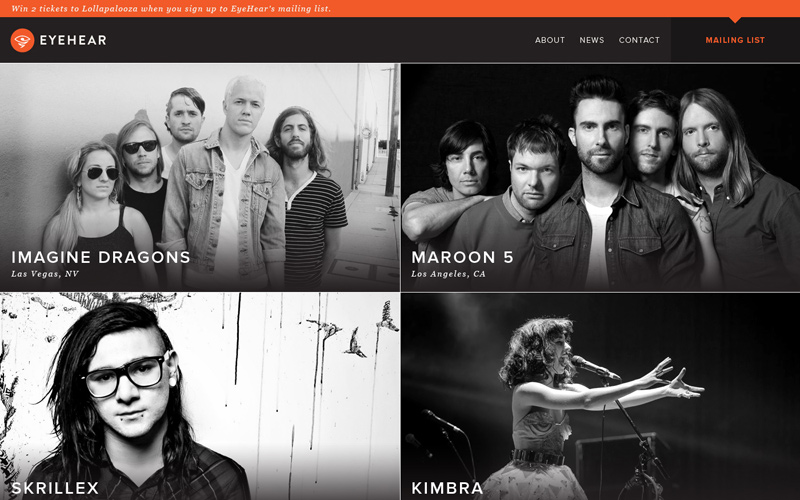 Win 2 tickets to Lollapalooza when you sign up to EyeHear's mailing list.
EYEHEAR
ABOUT NEWS CONTACT MAILING LIST
IMAGINE DRAGONS
Las Vegas, NV
MAROON 5
Los Angeles, CA
SKRILLEX
KIMBRA